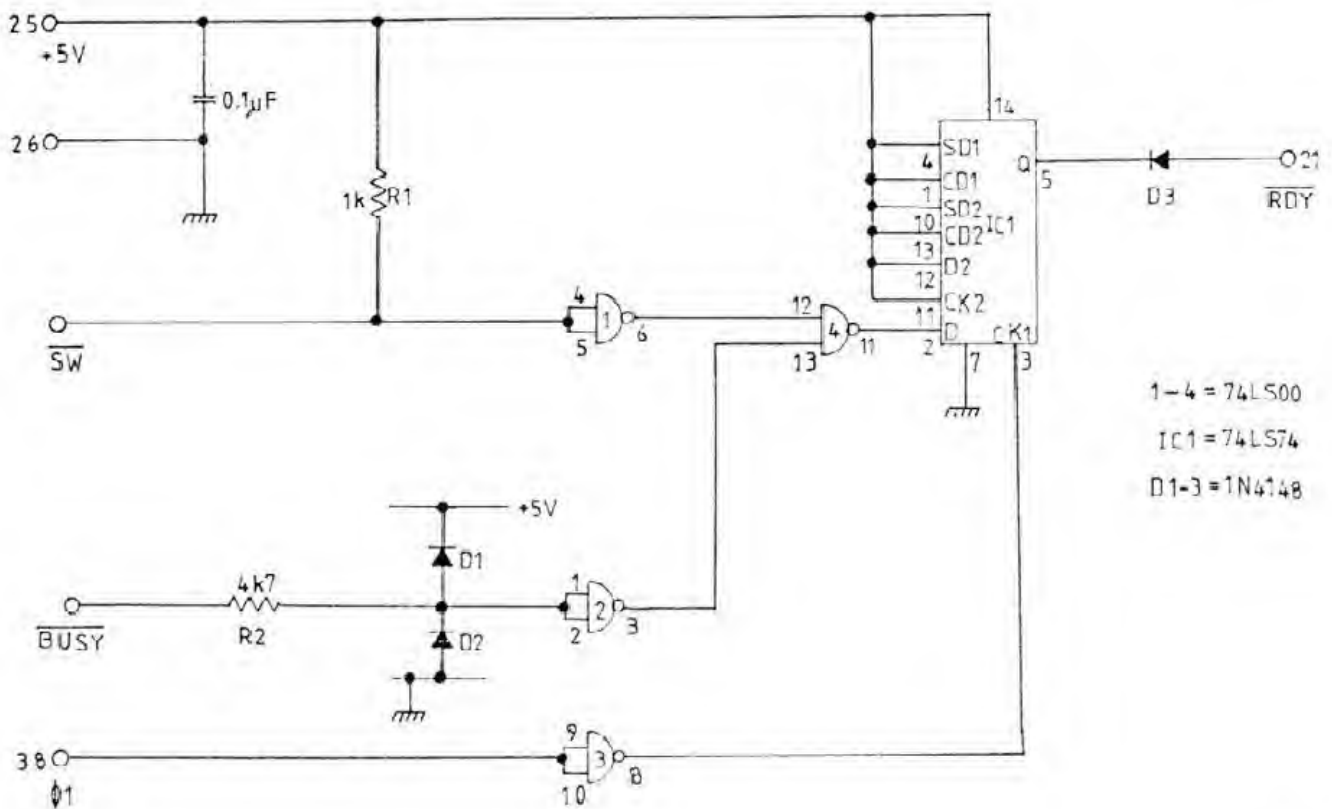 25
+5V
0.1µF
26
1k R1
14
SD1
4
CD1
1
SD2
10
CD2
13
D2
12
CK2
11
D
2
IC1
Q
5
CK1
3
7
D3
21
RDY
SW
4
5
1
6
12
13
4
11
1-4 = 74LS00
IC1 = 74LS74
D1-3 = 1N4148
+5V
D1
4k7
R2
BUSY
1
2
2
3
D2
38
ϕ1
9
10
3
8